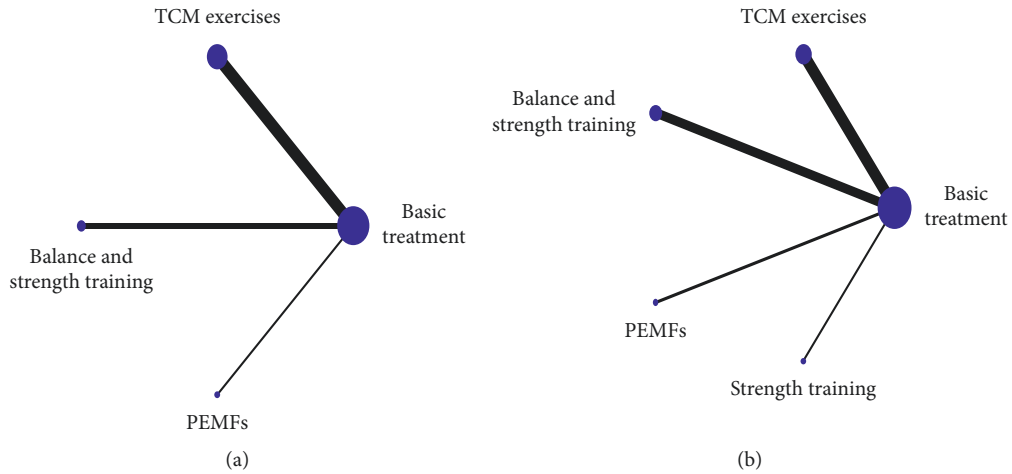 TCM exercises
Basic
treatment
Balance and
strength training
PEMFs
(a)
TCM exercises
Balance and
strength training
Basic
treatment
PEMFs
Strength training
(b)